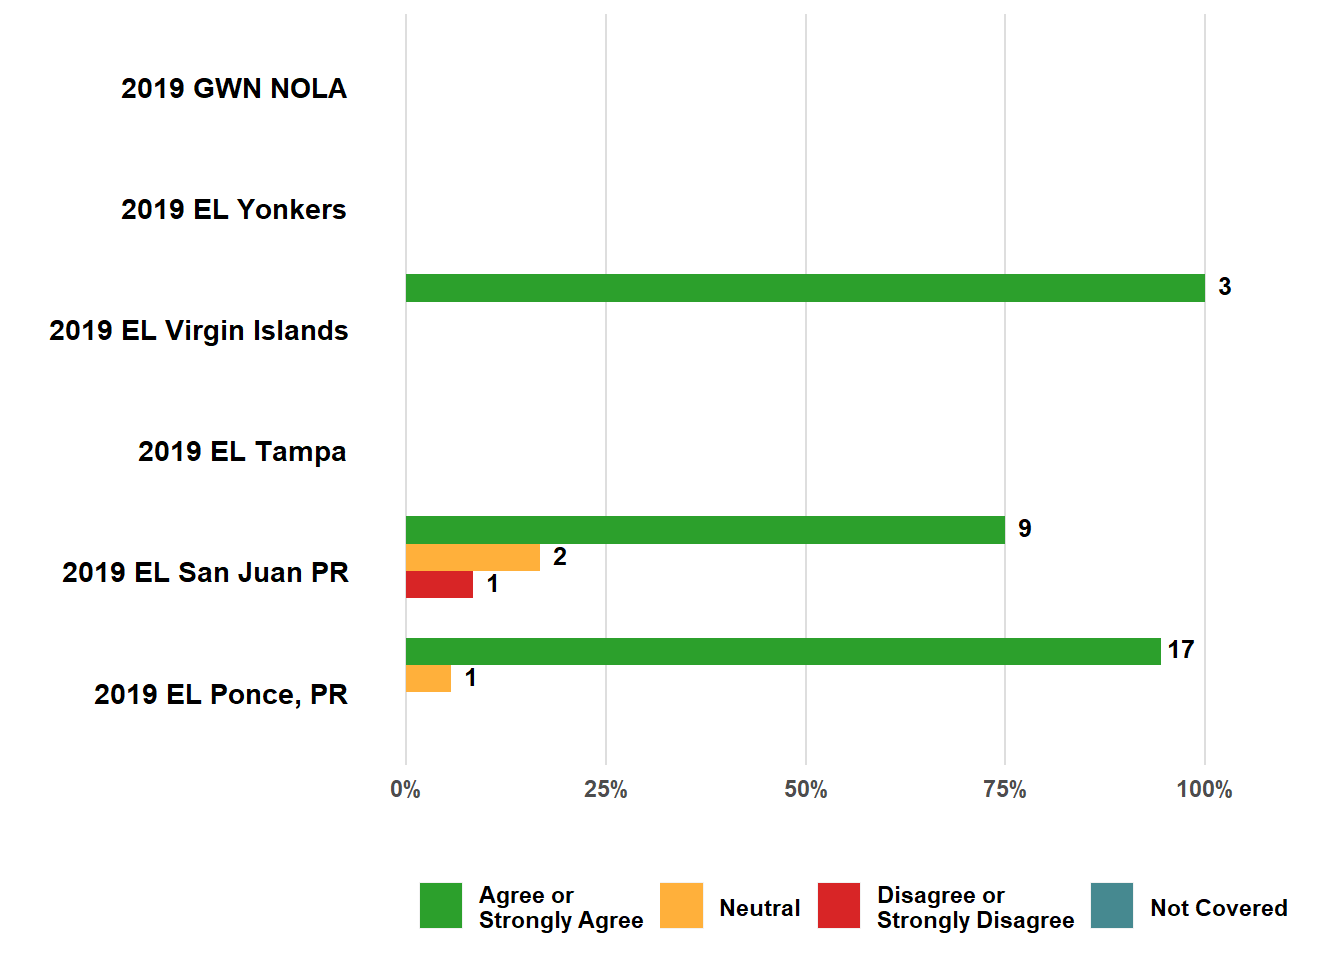 2019 GWN NOLA
2019 EL Yonkers
3
2019 EL Virgin Islands
2019 EL Tampa
9
2
2019 EL San Juan PR
1
17
1
2019 EL Ponce, PR
0% 25% 50% 75% 100%
Agree or
Strongly Agree
Neutral
Disagree or
Strongly Disagree
Not Covered